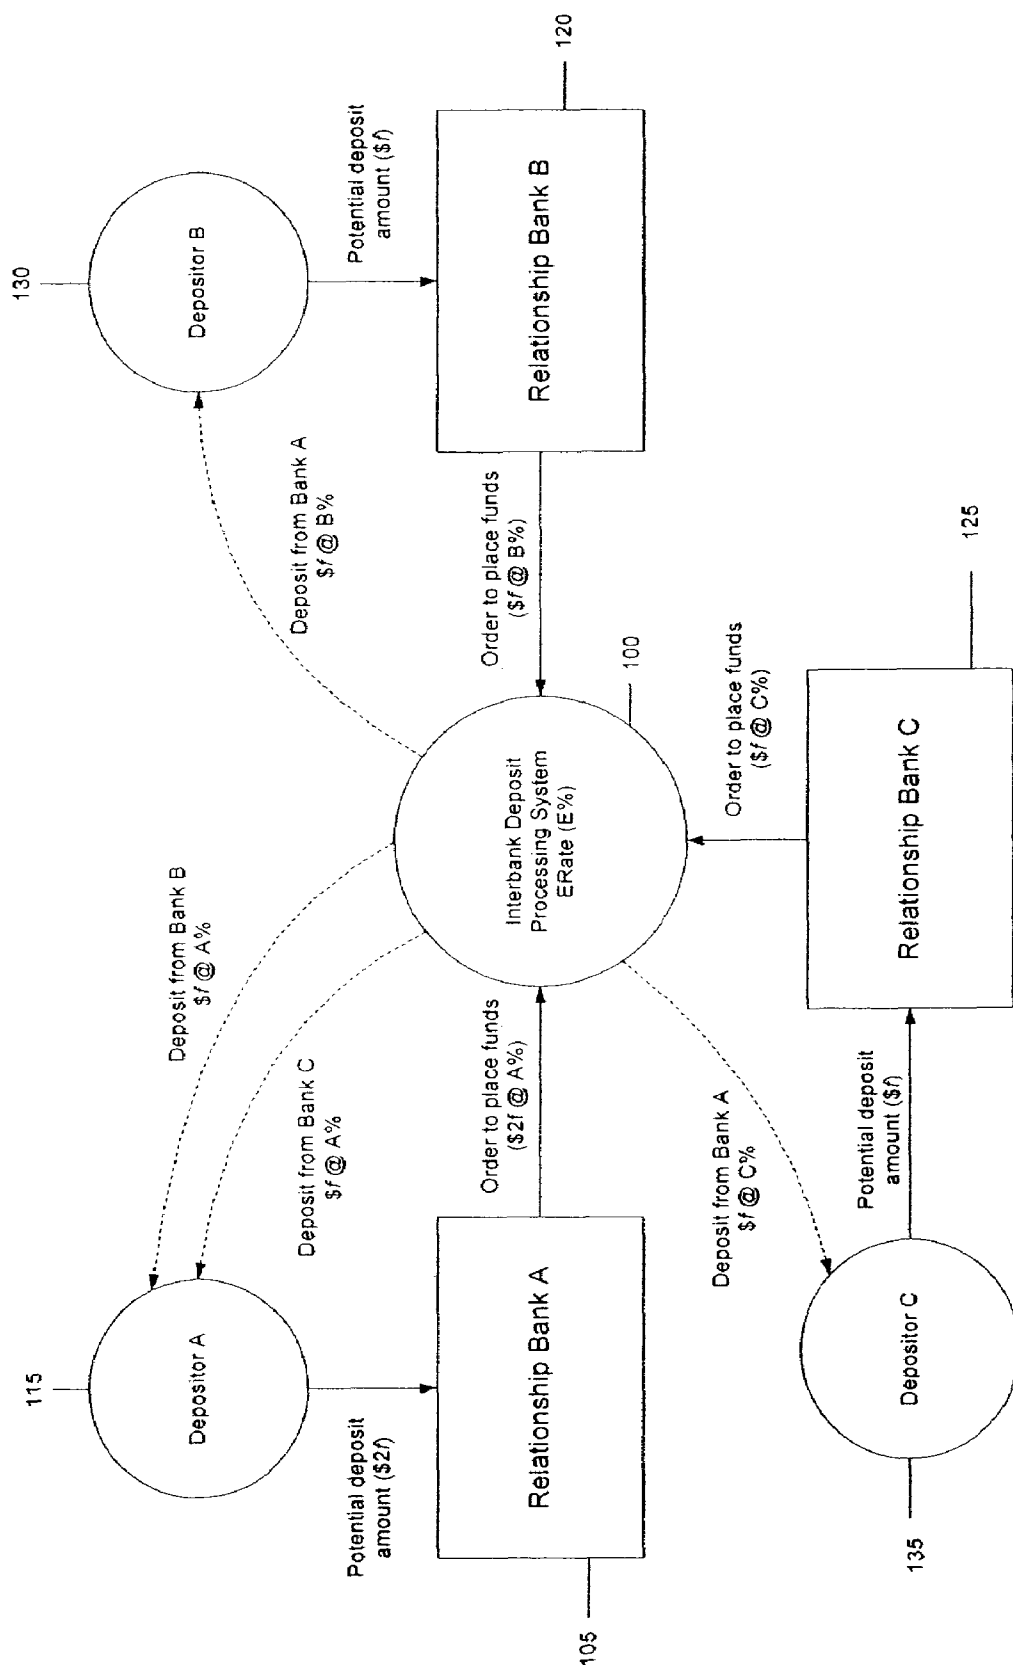 115
Depositor A
Potential deposit
amount ($2f)
Relationship Bank A
105
Deposit from Bank B
$f @ A%
Deposit from Bank C
$f @ A%
Order to place funds
($2f @ A%)
Interbank Deposit
Processing System
ERate (E%)
100
Deposit from Bank A
$f @ B%
130
Depositor B
Potential deposit
amount ($f)
Relationship Bank B
120
Order to place funds
($f @ B%)
Deposit from Bank A
$f @ C%
Depositor C
135
Potential deposit
amount ($f)
Relationship Bank C
125
Order to place funds
($f @ C%)